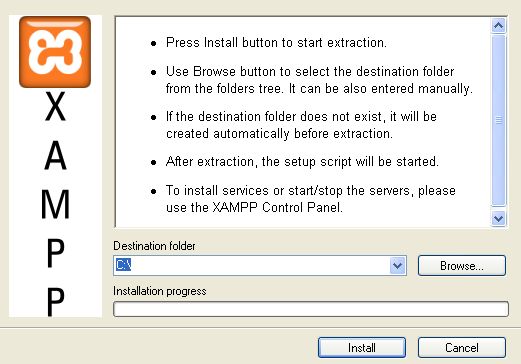 X
A
M
P
P
• Press Install button to start extraction.
• Use Browse button to select the destination folder
from the folders tree. It can be also entered manually.
• If the destination folder does not exist, it will be
created automatically before extraction.
• After extraction, the setup script will be started.
• To install services or start/stop the servers, please
use the XAMPP Control Panel.
Destination folder
C:\
Browse...
Installation progress
Install
Cancel